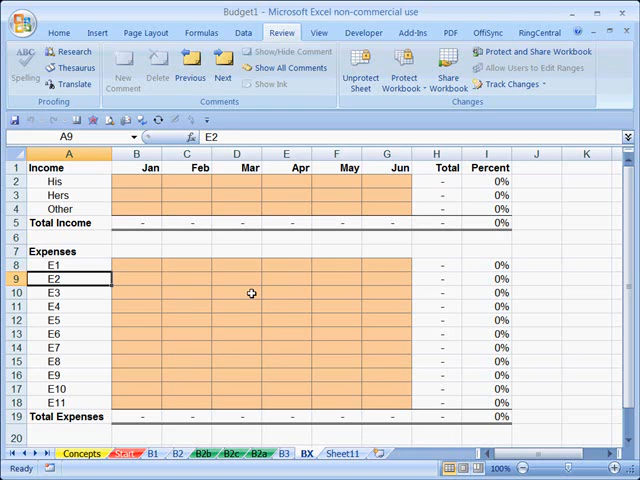 Budget1 - Microsoft Excel non-commercial use
Home Insert Page Layout Formulas Data Review View Developer Add-Ins PDF OffiSync RingCentral
ABC Spelling Research Thesaurus Translate
New Comment Delete Previous Next
Show/Hide Comment
Show All Comments
Show Ink
Unprotect Sheet Protect Workbook Share Workbook
Protect and Share Workbook
Allow Users to Edit Ranges
Track Changes
Proofing Comments Changes
A9 fx E2
A B C D E F G H I J K
1 Income Jan Feb Mar Apr May Jun Total Percent
2 His - 0%
3 Hers - 0%
4 Other - 0%
5 Total Income - - - - - - - 0%
6
7 Expenses
8 E1 - 0%
9 E2 - 0%
10 E3 - 0%
11 E4 - 0%
12 E5 - 0%
13 E6 - 0%
14 E7 - 0%
15 E8 - 0%
16 E9 - 0%
17 E10 - 0%
18 E11 - 0%
19 Total Expenses - - - - - - - 0%
20
Concepts Start B1 B2 B2b B2c B2a B3 BX Sheet11
Ready 100%